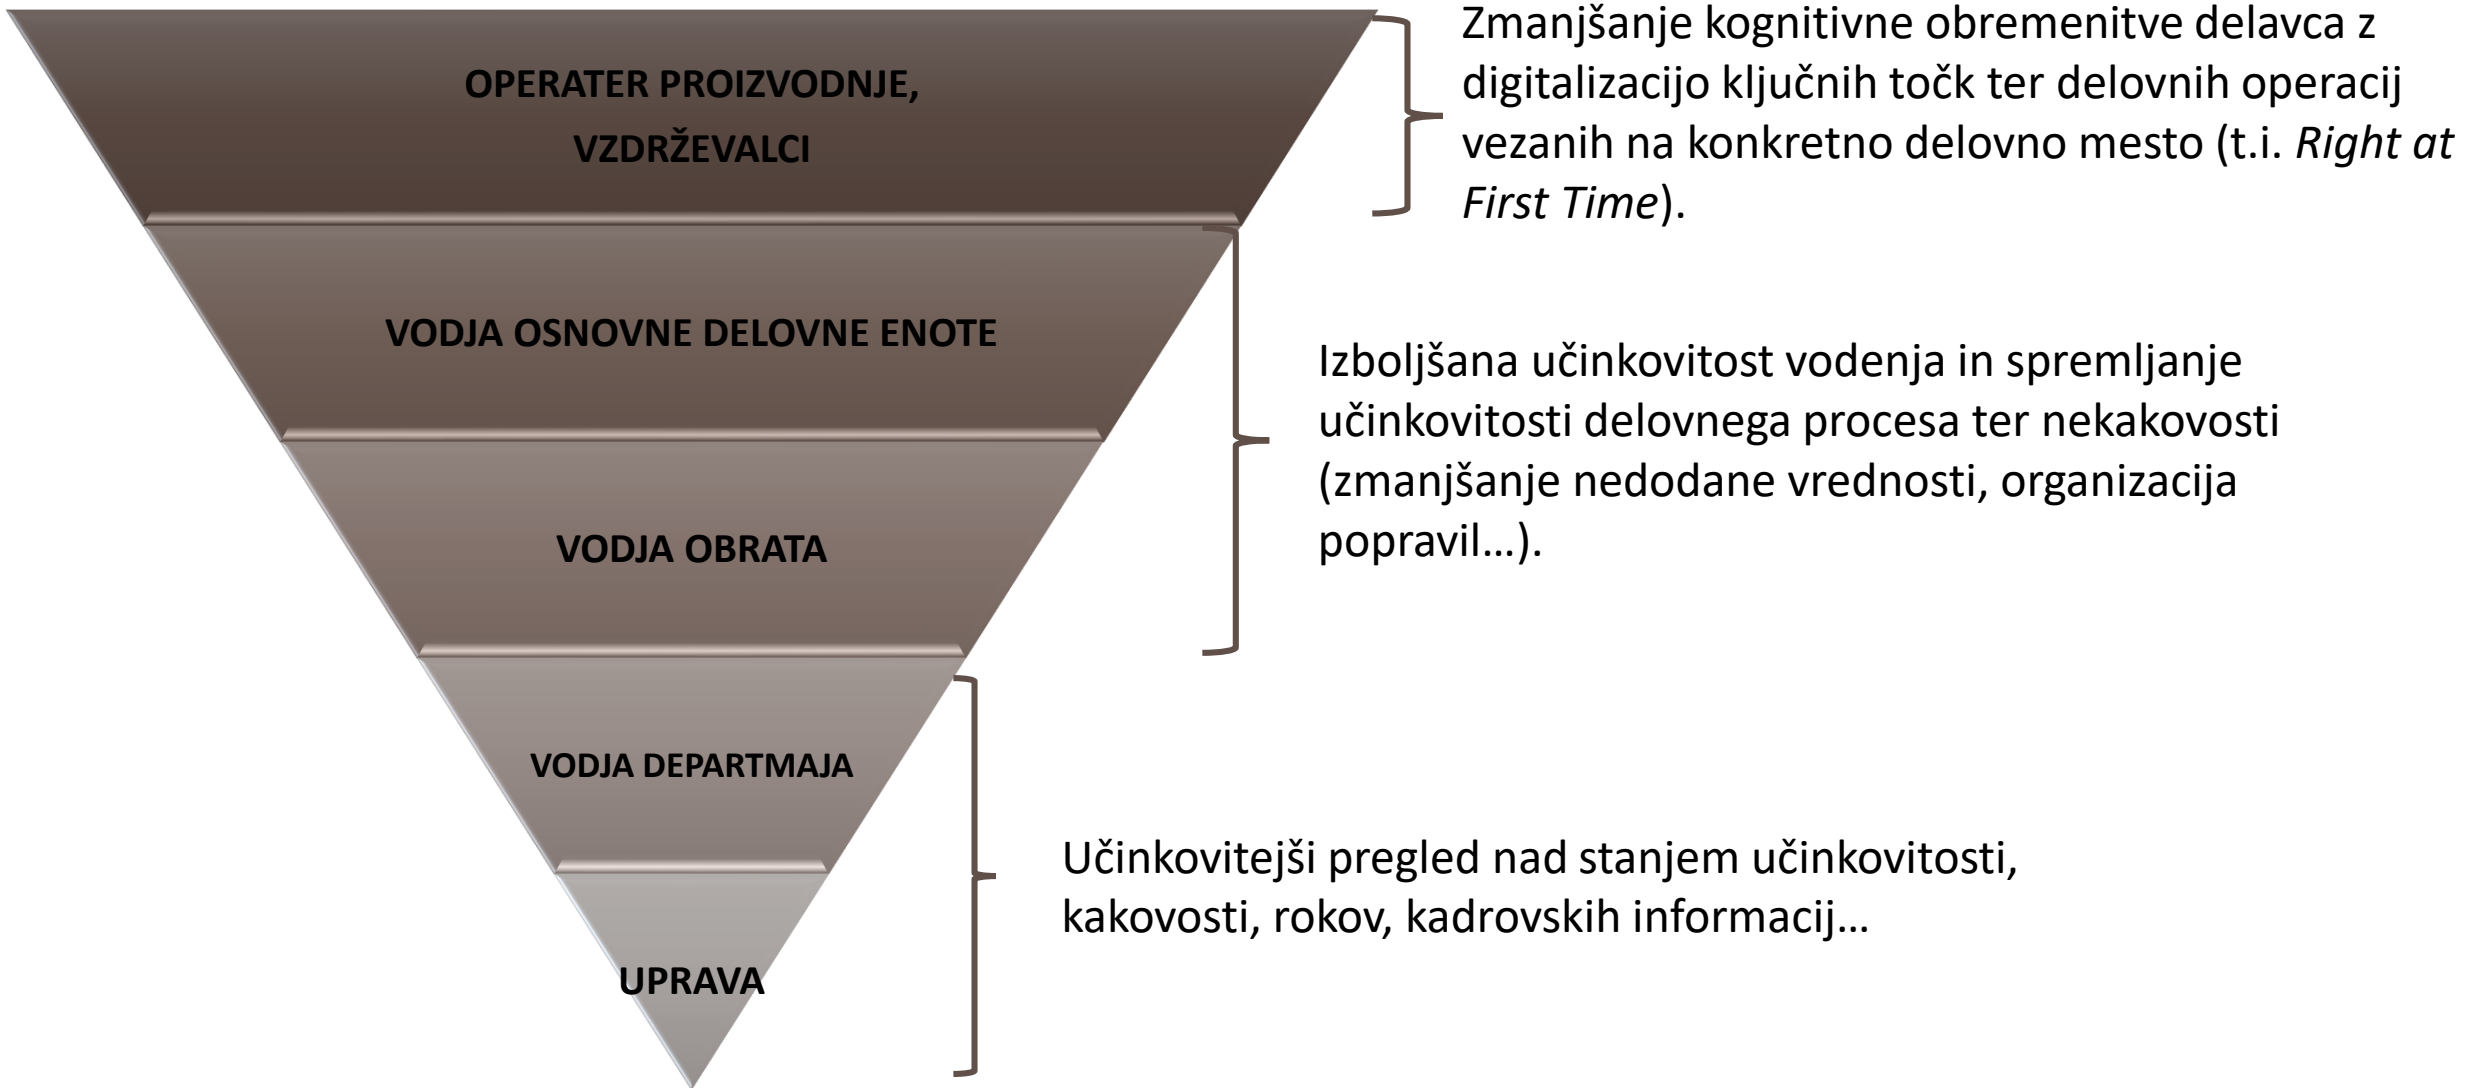 OPERATER PROIZVODNJE,
VZDRŽEVALCI
Zmanjšanje kognitivne obremenitve delavca z
digitalizacijo ključnih točk ter delovnih operacij
vezanih na konkretno delovno mesto (t.i. Right at
First Time).
VODJA OSNOVNE DELOVNE ENOTE
VODJA OBRATA
Izboljšana učinkovitost vodenja in spremljanje
učinkovitosti delovnega procesa ter nekakovosti
(zmanjšanje nedodane vrednosti, organizacija
popravil…).
VODJA DEPARTMAJA
UPRAVA
Učinkovitejši pregled nad stanjem učinkovitosti,
kakovosti, rokov, kadrovskih informacij…